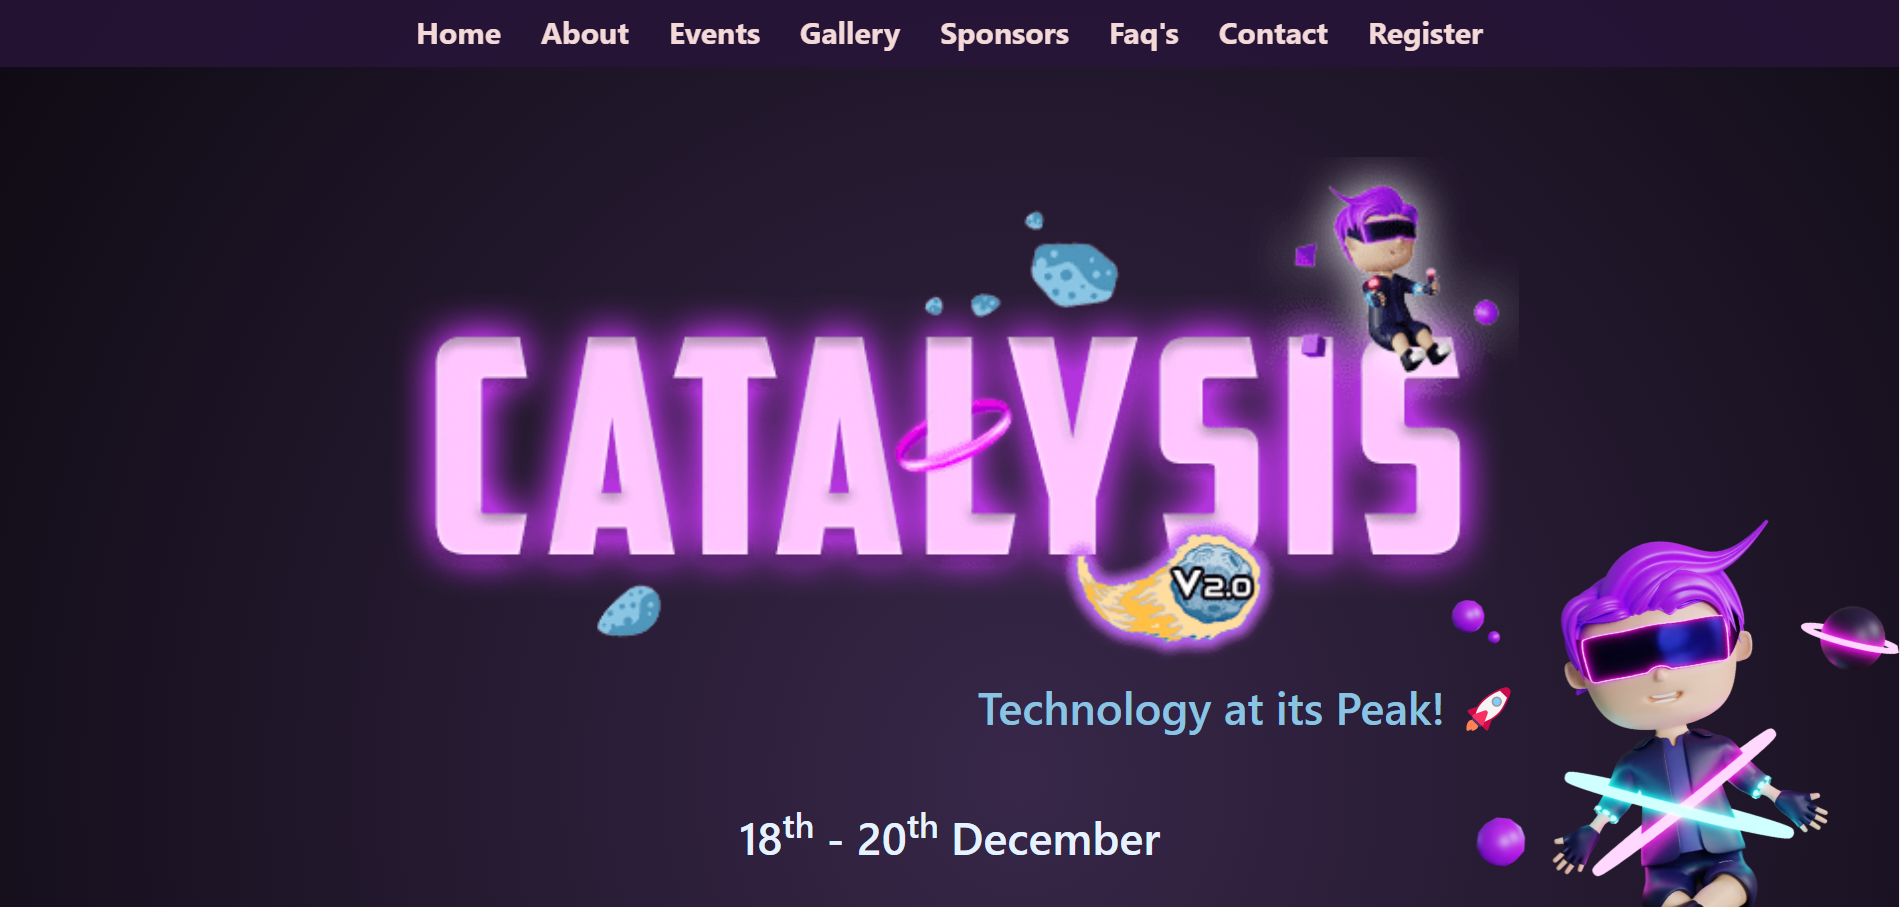 Home About Events Gallery Sponsors Faq's Contact Register
CATALYSIS
V2.0
Technology at its Peak! 🚀
18th - 20th December